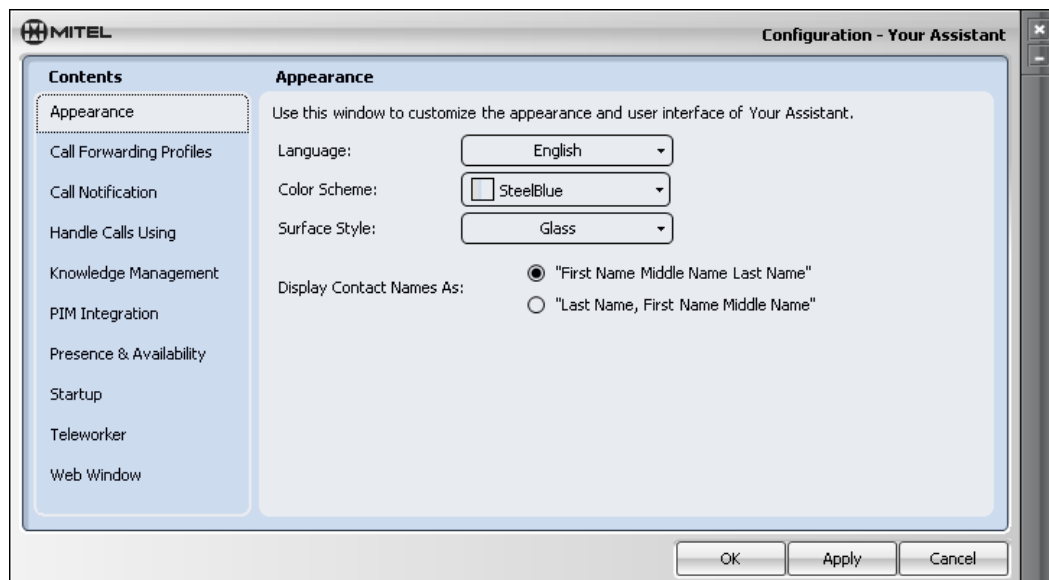 MITEL
Configuration - Your Assistant
Contents
Appearance
Call Forwarding Profiles
Call Notification
Handle Calls Using
Knowledge Management
PIM Integration
Presence & Availability
Startup
Teleworker
Web Window
Appearance
Use this window to customize the appearance and user interface of Your Assistant.
Language: English
Color Scheme: SteelBlue
Surface Style: Glass
Display Contact Names As:
"First Name Middle Name Last Name"
"Last Name, First Name Middle Name"
OK Apply Cancel